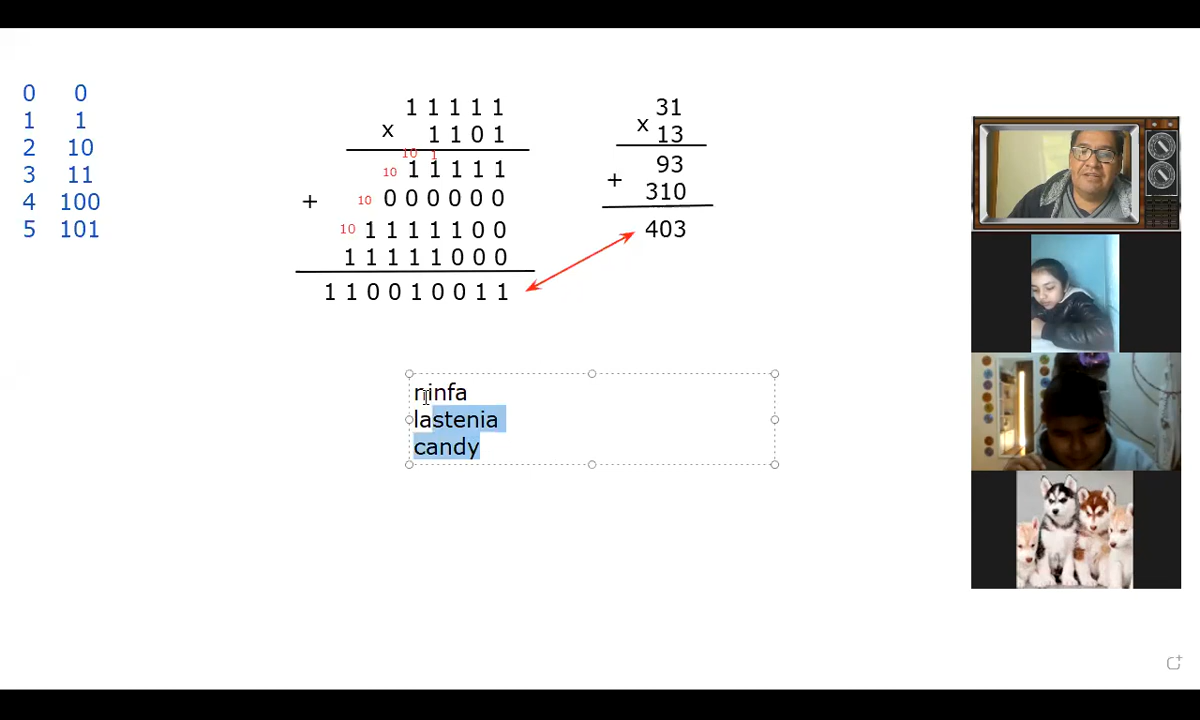 0 0
1 1
2 10
3 11
4 100
5 101
1 1 1 1 1
x 1 1 0 1
10 1
10 1 1 1 1 1
+ 10 0 0 0 0 0 0
10 1 1 1 1 1 0 0
1 1 1 1 1 0 0 0
1 1 0 0 1 0 0 1 1
31
x 13
93
+ 310
403
ninfa
lastenia
candy